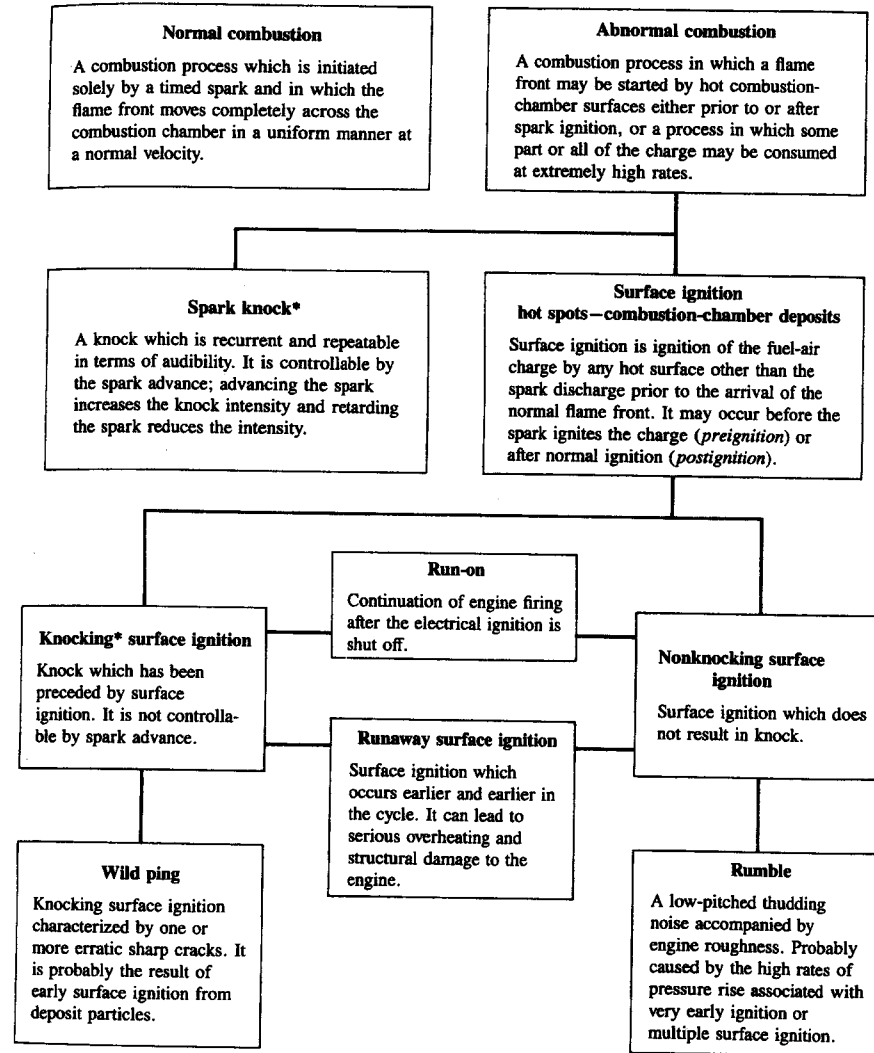 Normal combustion
A combustion process which is initiated
solely by a timed spark and in which the
flame front moves completely across the
combustion chamber in a uniform manner at
a normal velocity.
Abnormal combustion
A combustion process in which a flame
front may be started by hot combustion-
chamber surfaces either prior to or after
spark ignition, or a process in which some
part or all of the charge may be consumed
at extremely high rates.
Spark knock*
A knock which is recurrent and repeatable
in terms of audibility. It is controllable by
the spark advance; advancing the spark
increases the knock intensity and retarding
the spark reduces the intensity.
Surface ignition
hot spots—combustion-chamber deposits
Surface ignition is ignition of the fuel-air
charge by any hot surface other than the
spark discharge prior to the arrival of the
normal flame front. It may occur before the
spark ignites the charge (preignition) or
after normal ignition (postignition).
Run-on
Continuation of engine firing
after the electrical ignition is
shut off.
Knocking* surface ignition
Knock which has been
preceded by surface
ignition. It is not controlla-
ble by spark advance.
Nonknocking surface
ignition
Surface ignition which does
not result in knock.
Runaway surface ignition
Surface ignition which
occurs earlier and earlier in
the cycle. It can lead to
serious overheating and
structural damage to the
engine.
Wild ping
Knocking surface ignition
characterized by one or
more erratic sharp cracks. It
is probably the result of
early surface ignition from
deposit particles.
Rumble
A low-pitched thudding
noise accompanied by
engine roughness. Probably
caused by the high rates of
pressure rise associated with
very early ignition or
multiple surface ignition.